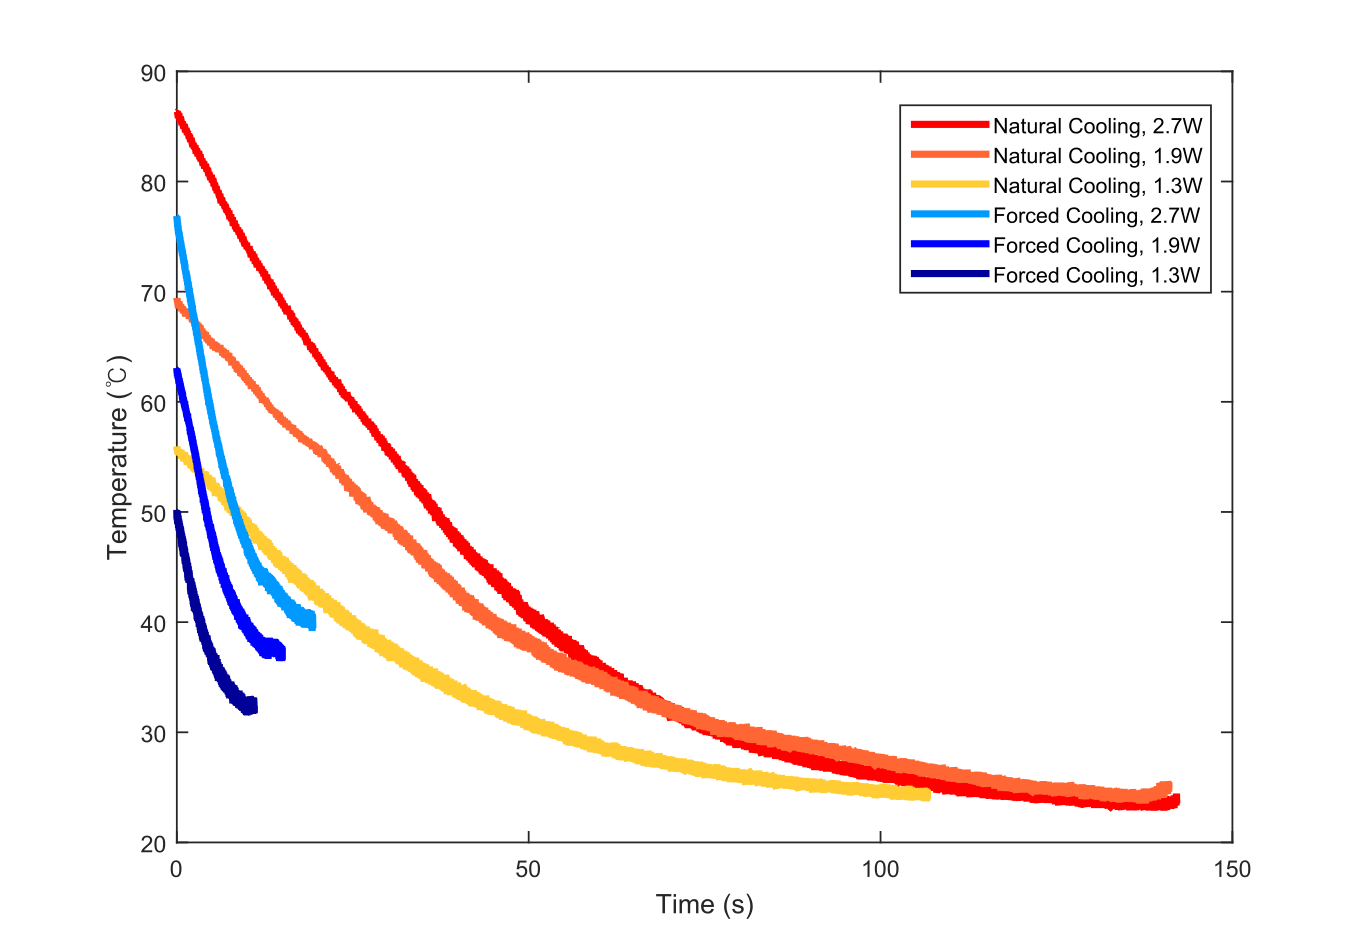 90
80
70
60
50
40
30
20
0
50
100
150
Temperature (℃)
Time (s)
Natural Cooling, 2.7W
Natural Cooling, 1.9W
Natural Cooling, 1.3W
Forced Cooling, 2.7W
Forced Cooling, 1.9W
Forced Cooling, 1.3W